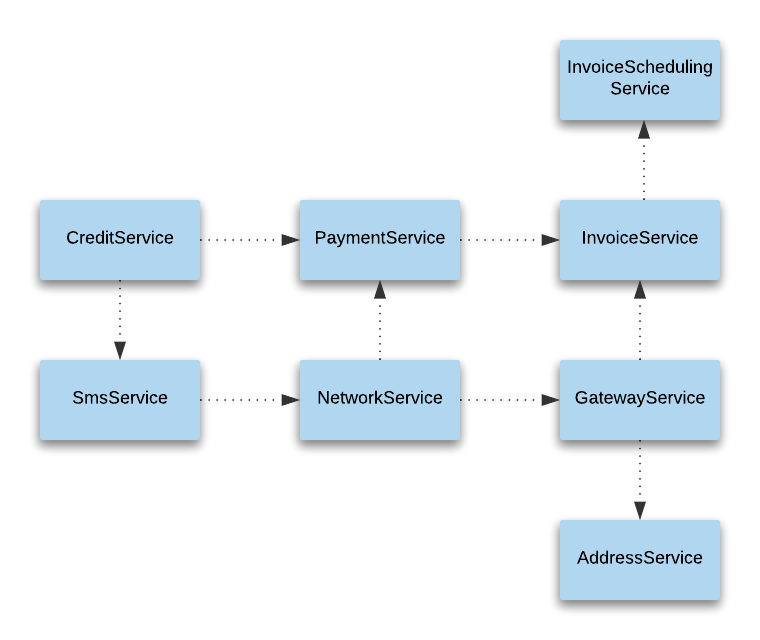 InvoiceScheduling
Service
CreditService
PaymentService
InvoiceService
SmsService
NetworkService
GatewayService
AddressService